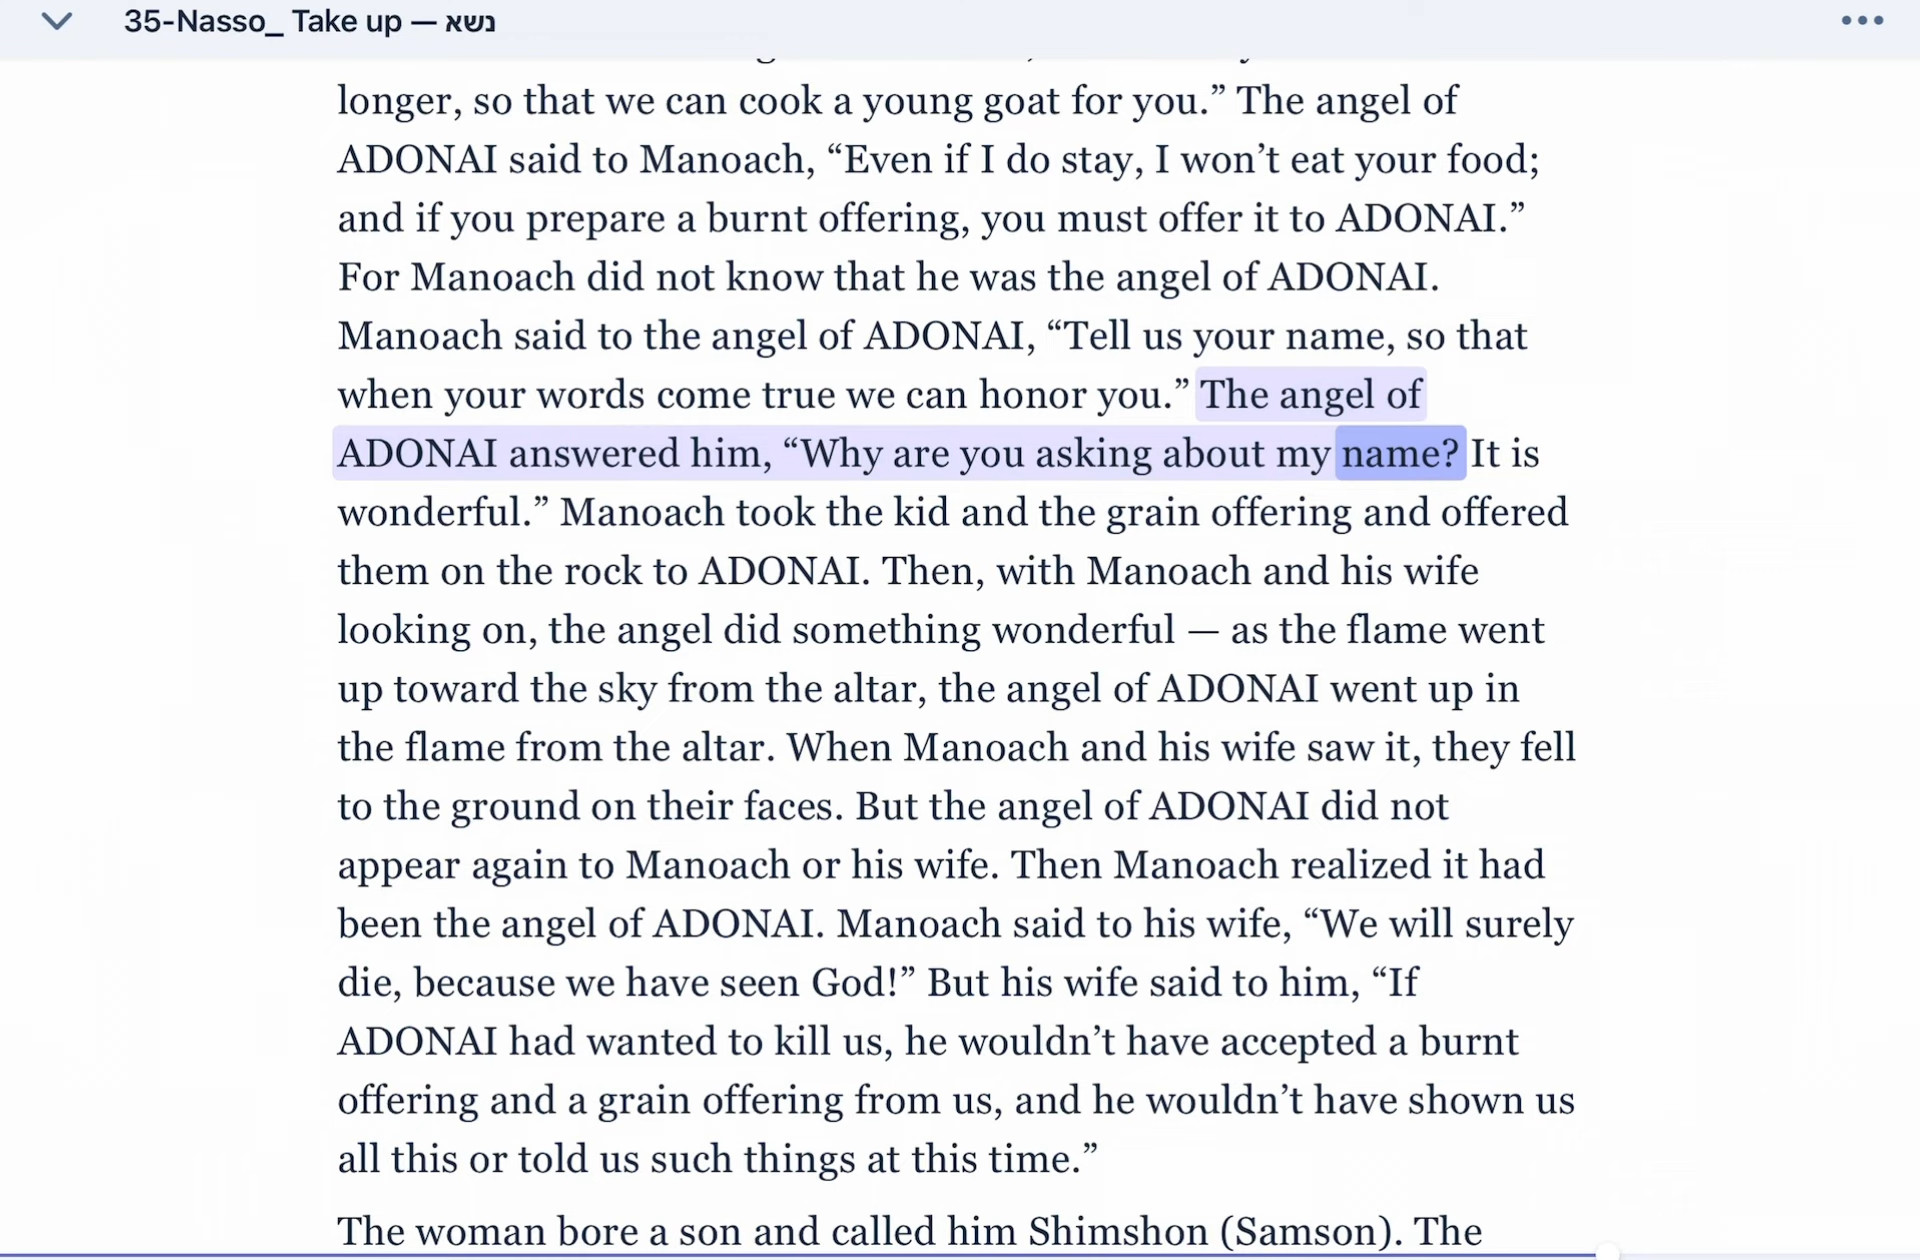 35-Nasso_ Take up — נשא
longer, so that we can cook a young goat for you.” The angel of
ADONAI said to Manoach, “Even if I do stay, I won’t eat your food;
and if you prepare a burnt offering, you must offer it to ADONAI.”
For Manoach did not know that he was the angel of ADONAI.
Manoach said to the angel of ADONAI, “Tell us your name, so that
when your words come true we can honor you.” The angel of
ADONAI answered him, “Why are you asking about my name? It is
wonderful.” Manoach took the kid and the grain offering and offered
them on the rock to ADONAI. Then, with Manoach and his wife
looking on, the angel did something wonderful — as the flame went
up toward the sky from the altar, the angel of ADONAI went up in
the flame from the altar. When Manoach and his wife saw it, they fell
to the ground on their faces. But the angel of ADONAI did not
appear again to Manoach or his wife. Then Manoach realized it had
been the angel of ADONAI. Manoach said to his wife, “We will surely
die, because we have seen God!” But his wife said to him, “If
ADONAI had wanted to kill us, he wouldn’t have accepted a burnt
offering and a grain offering from us, and he wouldn’t have shown us
all this or told us such things at this time.”
The woman bore a son and called him Shimshon (Samson). The